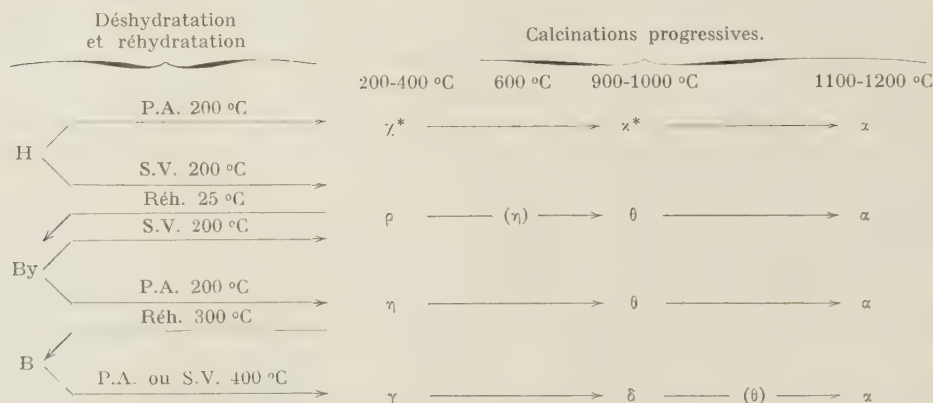 Déshydratation
et réhydratation
Calcinations progressives.
200-400 °C 600 °C 900-1000 °C 1100-1200 °C
P.A. 200 °C
χ* ϰ* α
H
S.V. 200 °C
Réh. 25 °C
ρ (η) θ α
S.V. 200 °C
By
P.A. 200 °C
η θ α
Réh. 300 °C
B
P.A. ou S.V. 400 °C
γ δ (θ) α